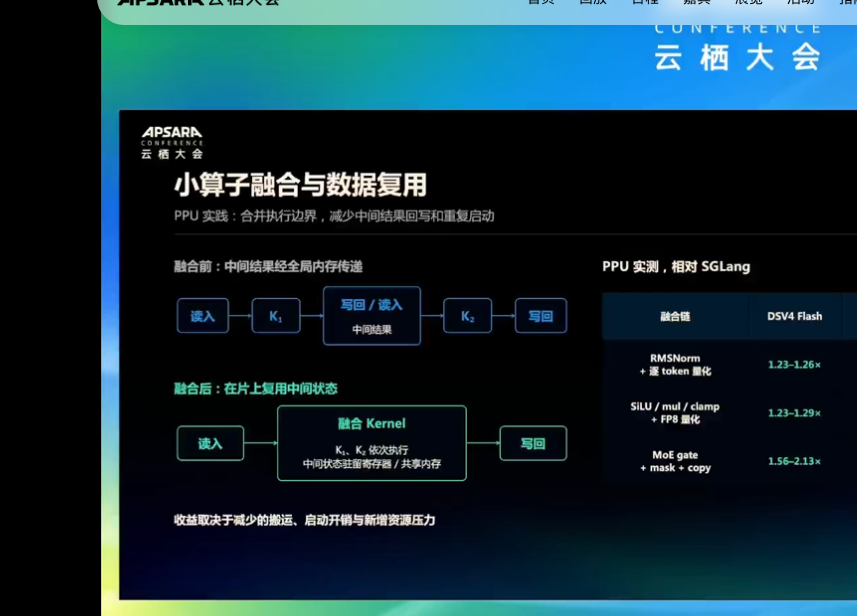 APSARA 云栖大会
首页 回放 日程 嘉宾 展览 活动
CONFERENCE
云栖大会
APSARA
CONFERENCE
云栖大会
小算子融合与数据复用
PPU 实践：合并执行边界，减少中间结果回写和重复启动
融合前：中间结果经全局内存传递
读入
K₁
写回 / 读入
中间结果
K₂
写回
融合后：在片上复用中间状态
读入
融合 Kernel
K₁、K₂ 依次执行
中间状态驻留寄存器 / 共享内存
写回
收益取决于减少的搬运、启动开销与新增资源压力
PPU 实测，相对 SGLang
融合链 DSV4 Flash
RMSNorm
+ 逐 token 量化
1.23–1.26×
SiLU / mul / clamp
+ FP8 量化
1.23–1.29×
MoE gate
+ mask + copy
1.56–2.13×